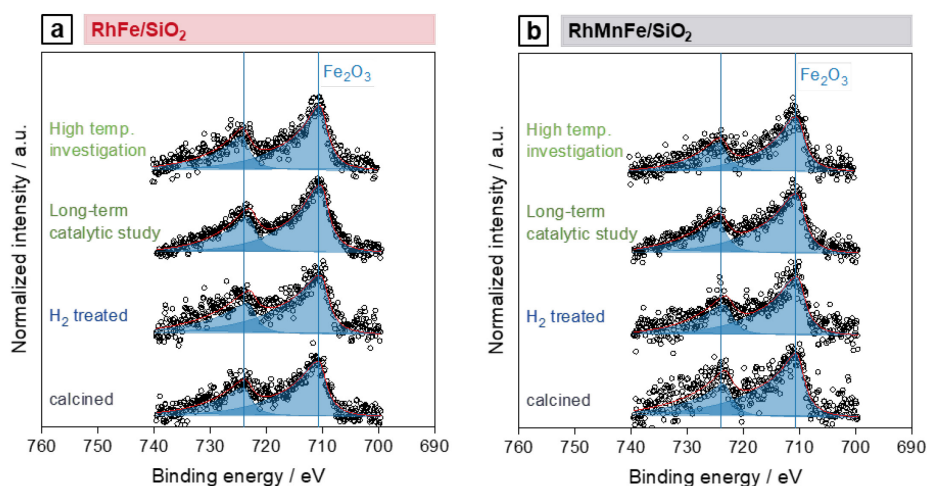 a RhFe/SiO₂
Fe₂O₃
High temp.
investigation
Long-term
catalytic study
H₂ treated
calcined
Normalized intensity / a.u.
760 750 740 730 720 710 700 690
Binding energy / eV
b RhMnFe/SiO₂
Fe₂O₃
High temp.
investigation
Long-term
catalytic study
H₂ treated
calcined
Normalized intensity / a.u.
760 750 740 730 720 710 700 690
Binding energy / eV